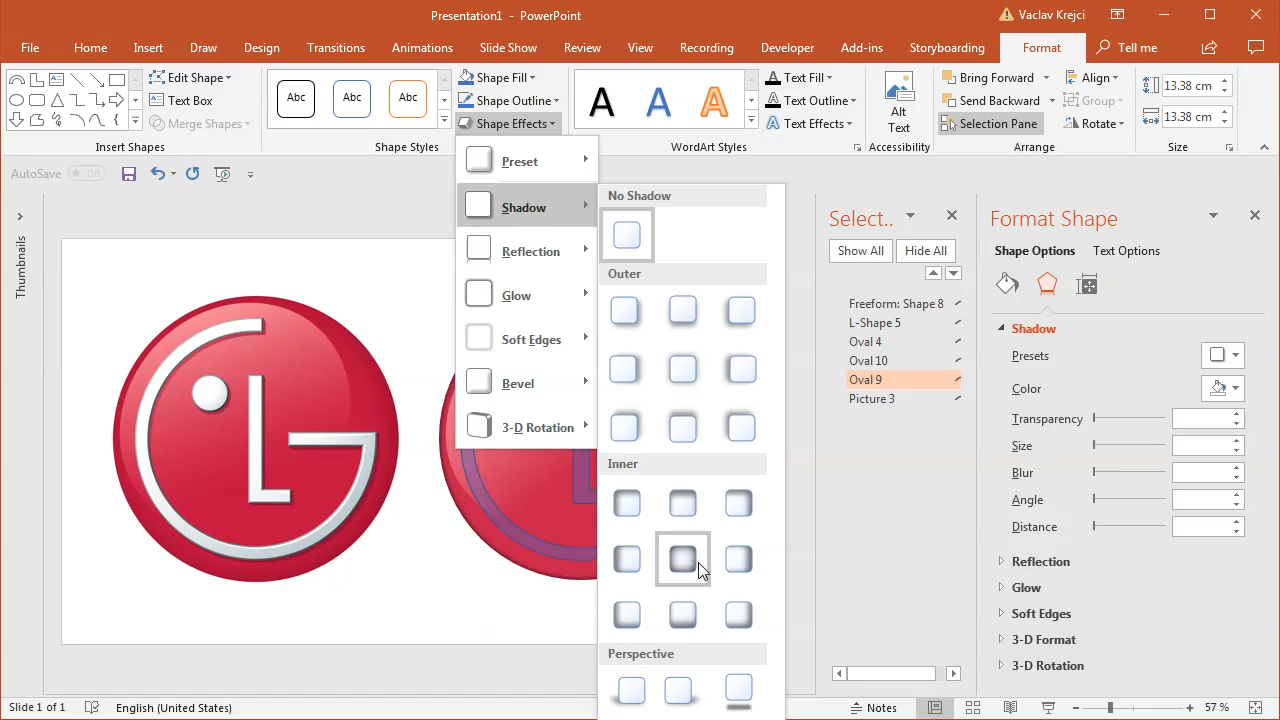 Presentation1 - PowerPoint
Vaclav Krejci
File Home Insert Draw Design Transitions Animations Slide Show Review View Recording Developer Add-ins Storyboarding Format Tell me
Edit Shape
Text Box
Merge Shapes
Insert Shapes
Abc Abc Abc
Shape Fill
Shape Outline
Shape Effects
Shape Styles
A A A
Text Fill
Text Outline
Text Effects
WordArt Styles
Alt
Text
Accessibility
Bring Forward
Send Backward
Selection Pane
Align
Group
Rotate
Arrange
13.38 cm
13.38 cm
Size
AutoSave Off
Thumbnails
Preset
Shadow
Reflection
Glow
Soft Edges
Bevel
3-D Rotation
No Shadow
Outer
Inner
Perspective
LG
Select..
Show All Hide All
Freeform: Shape 8
L-Shape 5
Oval 4
Oval 10
Oval 9
Picture 3
Format Shape
Shape Options Text Options
Shadow
Presets
Color
Transparency
Size
Blur
Angle
Distance
Reflection
Glow
Soft Edges
3-D Format
3-D Rotation
Slide 1 of 1 English (United States) Notes 57 %